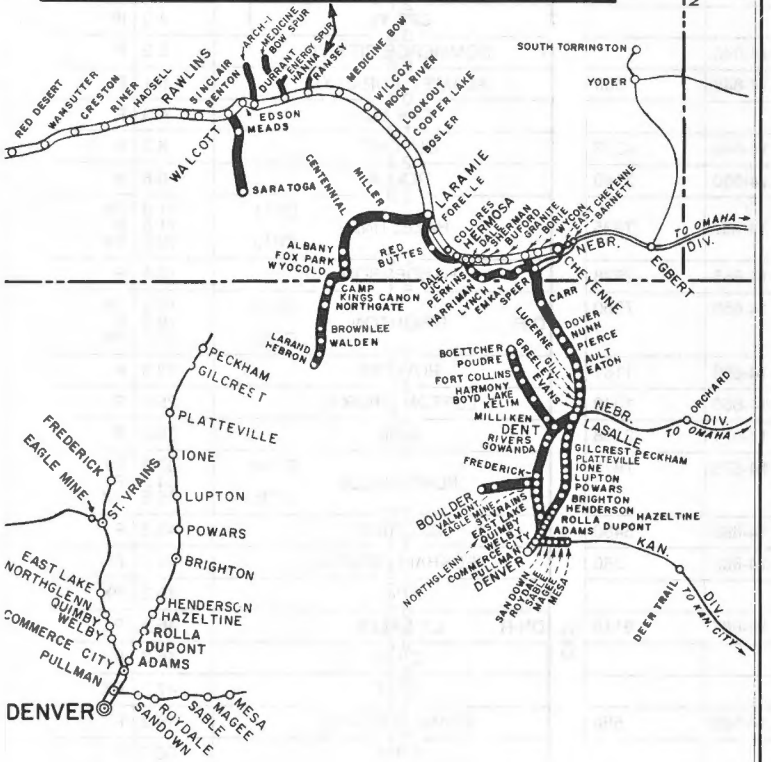 RED DESERT
WAMSUTTER
CRESTON
RINER
HADSELL
RAWLINS
SINCLAIR
BENTON
ARCH-1
MEDICINE
BOW SPUR
DURRANT
ENERGY SPUR
HANNA
RAMSEY
MEDICINE BOW
WILCOX
ROCK RIVER
LOOKOUT
COOPER LAKE
BOSLER
EDSON
MEADS
WALCOTT
SARATOGA
SOUTH TORRINGTON
YODER
CENTENNIAL
MILLER
LARAMIE
FORELLE
COLORES
HERMOSA
DALE
SHERMAN
BUFORD
GRANITE
BORIE
WYCON
EAST CHEYENNE
BARNETT
NEBR.
TO OMAHA
DIV.
EGBERT
ALBANY
FOX PARK
WYOCOLO
RED
BUTTES
DALE
JCT.
PERKINS
HARRIMAN
LYNCH
EMKAY
SPEER
CHEYENNE
CAMP
KINGS CANON
NORTHGATE
BROWNLEE
WALDEN
LARAND
HEBRON
CARR
DOVER
NUNN
PIERCE
AULT
EATON
LUCERNE
GREELEY
EVANS
BOETTCHER
POUDRE
FORT COLLINS
HARMONY
BOYD LAKE
KELIM
MILLIKEN
DENT
RIVERS
GOWANDA
FREDERICK
NEBR.
ORCHARD
DIV.
TO OMAHA
LASALLE
GILCREST PECKHAM
PLATTEVILLE
IONE
LUPTON
POWARS
BRIGHTON
HENDERSON
HAZELTINE
ROLLA
DUPONT
ADAMS
BOULDER
VALMONT
EAGLE MINE
ST. VRAINS
EAST LAKE
QUIMBY
NORTHGLENN
WELBY
COMMERCE CITY
PULLMAN
DENVER
SANDOWN
ROYDALE
SABLE
MAGEE
MESA
KAN.
DEER TRAIL
DIV.
TO KAN. CITY
PECKHAM
GILCREST
PLATTEVILLE
IONE
LUPTON
POWARS
BRIGHTON
HENDERSON
HAZELTINE
ROLLA
DUPONT
ADAMS
FREDERICK
EAGLE MINE
ST. VRAINS
EAST LAKE
NORTHGLENN
QUIMBY
WELBY
COMMERCE CITY
PULLMAN
DENVER
MESA
MAGEE
SABLE
ROYDALE
SANDOWN